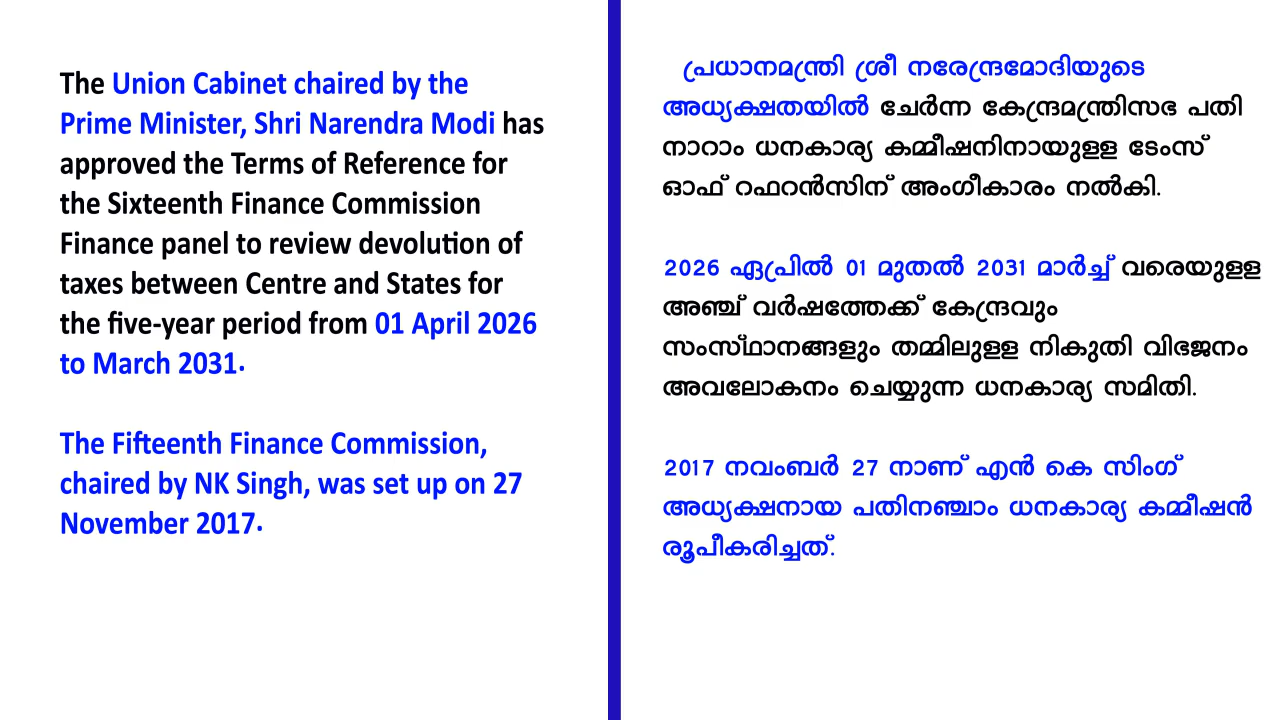 The Union Cabinet chaired by the
Prime Minister, Shri Narendra Modi has
approved the Terms of Reference for
the Sixteenth Finance Commission
Finance panel to review devolution of
taxes between Centre and States for
the five-year period from 01 April 2026
to March 2031.
The Fifteenth Finance Commission,
chaired by NK Singh, was set up on 27
November 2017.
പ്രധാനമന്ത്രി ശ്രീ നരേന്ദ്രമോദിയുടെ
അധ്യക്ഷതയിൽ ചേർന്ന കേന്ദ്രമന്ത്രിസഭ പതി
നാറാം ധനകാര്യ കമ്മീഷനിനായുളള ടേംസ്
ഓഫ് റഫറൻസിന് അംഗീകാരം നൽകി.
2026 ഏപ്രിൽ 01 മുതൽ 2031 മാർച്ച് വരെയുളള
അഞ്ച് വർഷത്തേക്ക് കേന്ദ്രവും
സംസ്ഥാനങ്ങളും തമ്മിലുളള നികുതി വിഭജനം
അവലോകനം ചെയ്യുന്ന ധനകാര്യ സമിതി.
2017 നവംബർ 27 നാണ് എൻ കെ സിംഗ്
അധ്യക്ഷനായ പതിനഞ്ചാം ധനകാര്യ കമ്മീഷൻ
രൂപീകരിച്ചത്.